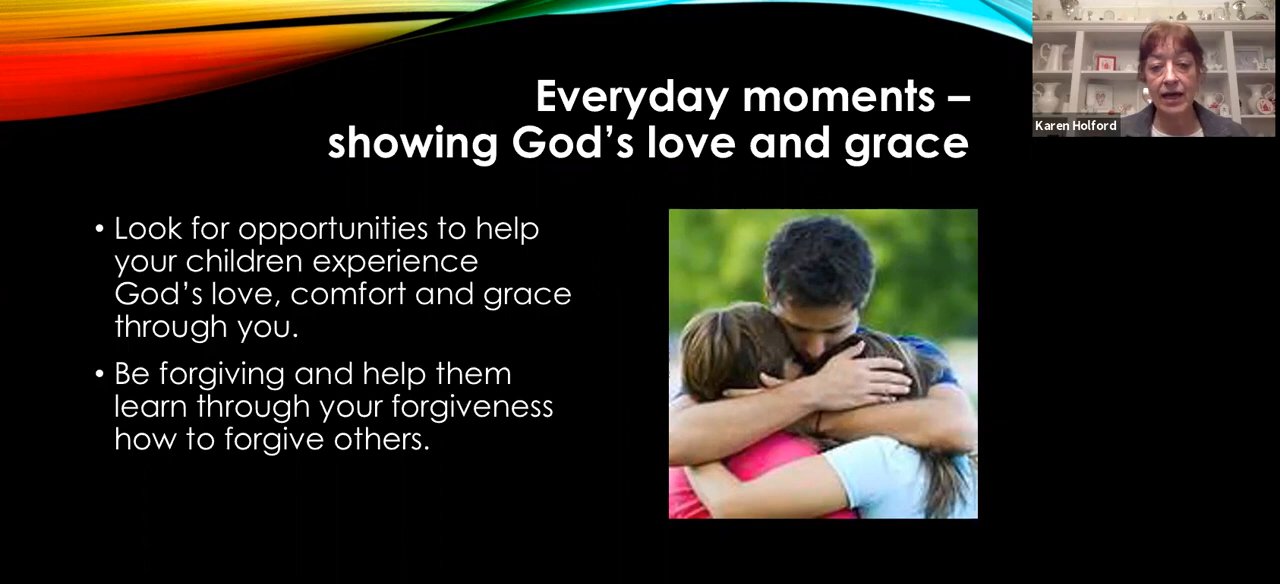 Everyday moments –
showing God's love and grace
Karen Holford
• Look for opportunities to help
your children experience
God's love, comfort and grace
through you.
• Be forgiving and help them
learn through your forgiveness
how to forgive others.